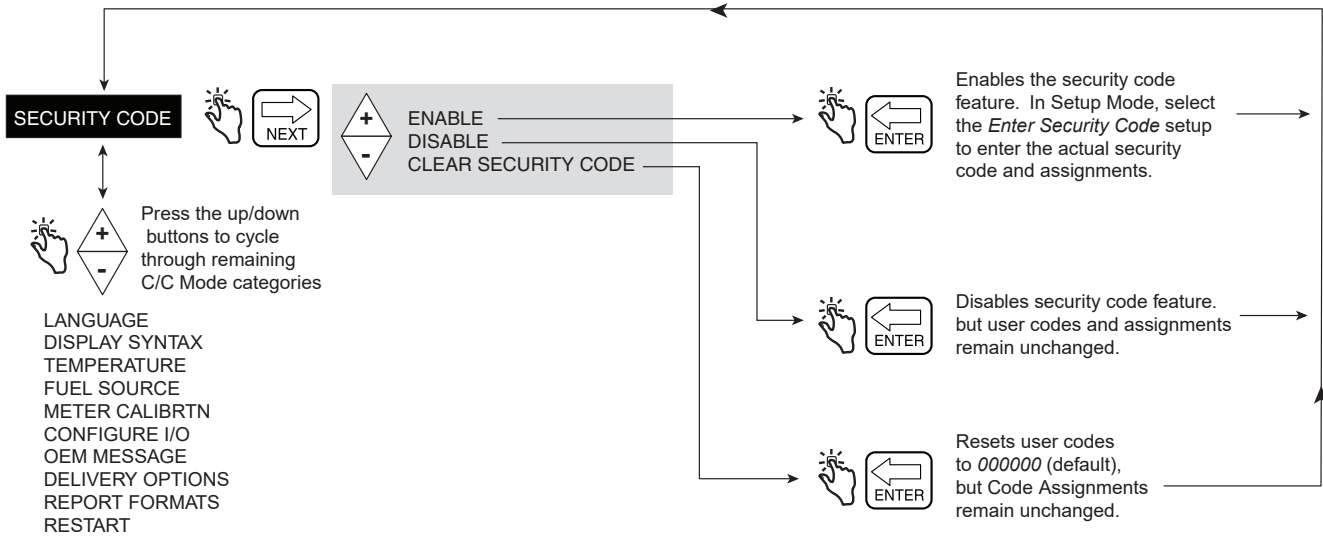 SECURITY CODE
NEXT
+
-
ENABLE
DISABLE
CLEAR SECURITY CODE
ENTER
Enables the security code
feature. In Setup Mode, select
the Enter Security Code setup
to enter the actual security
code and assignments.
+
-
Press the up/down
buttons to cycle
through remaining
C/C Mode categories
LANGUAGE
DISPLAY SYNTAX
TEMPERATURE
FUEL SOURCE
METER CALIBRTN
CONFIGURE I/O
OEM MESSAGE
DELIVERY OPTIONS
REPORT FORMATS
RESTART
ENTER
Disables security code feature.
but user codes and assignments
remain unchanged.
ENTER
Resets user codes
to 000000 (default),
but Code Assignments
remain unchanged.